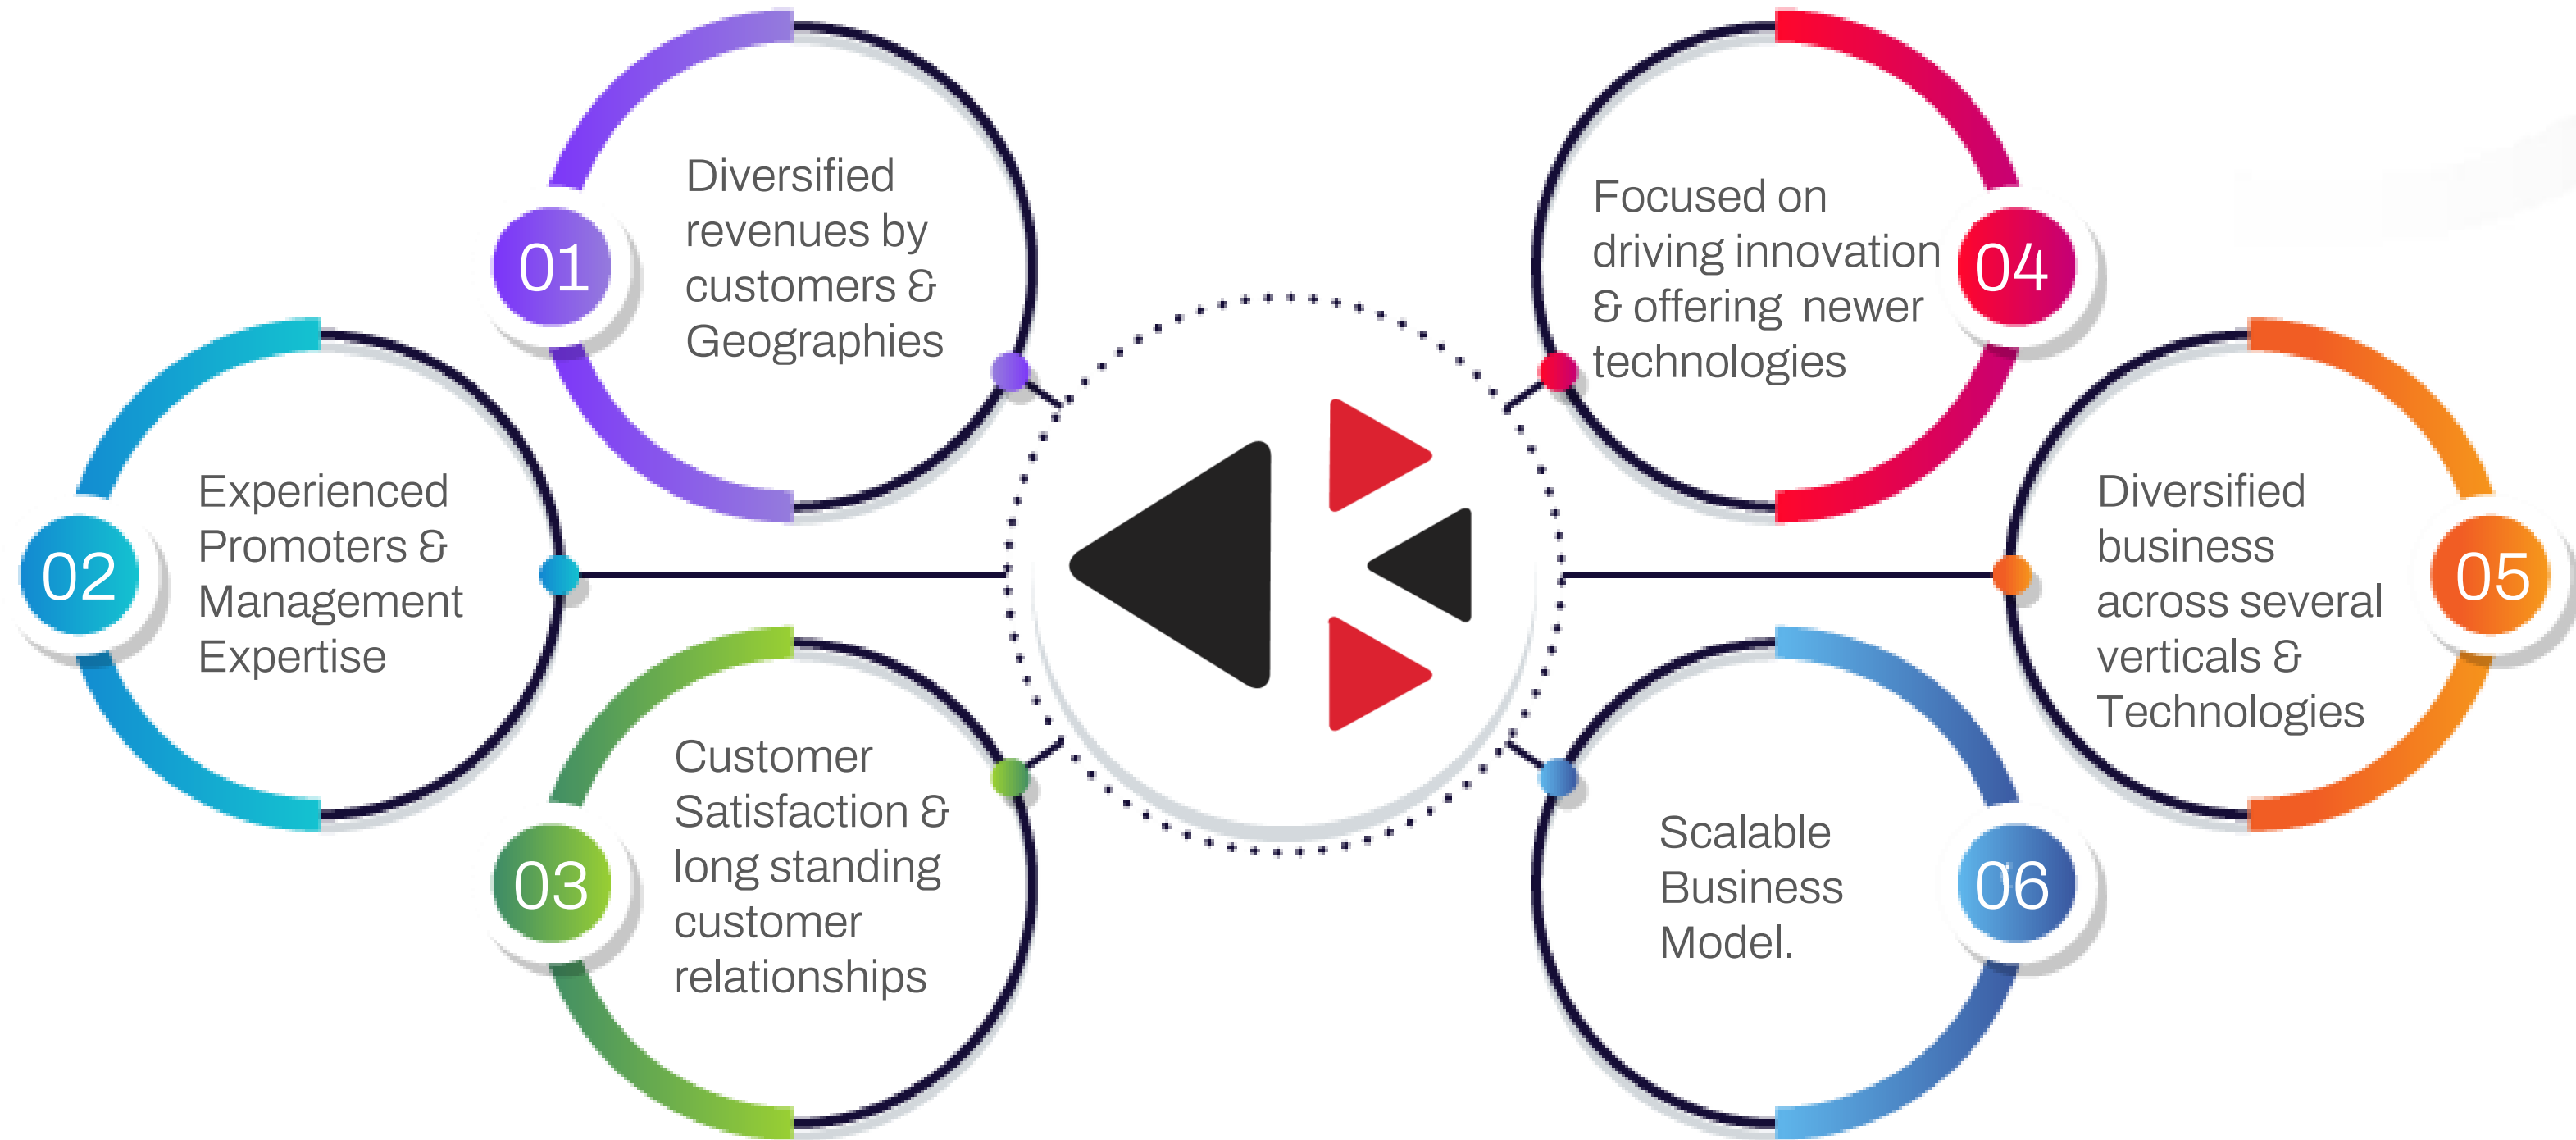 01
Diversified
revenues by
customers &
Geographies
02
Experienced
Promoters &
Management
Expertise
03
Customer
Satisfaction &
long standing
customer
relationships
04
Focused on
driving innovation
& offering  newer
technologies
05
Diversified
business
across several
verticals &
Technologies
06
Scalable
Business
Model.